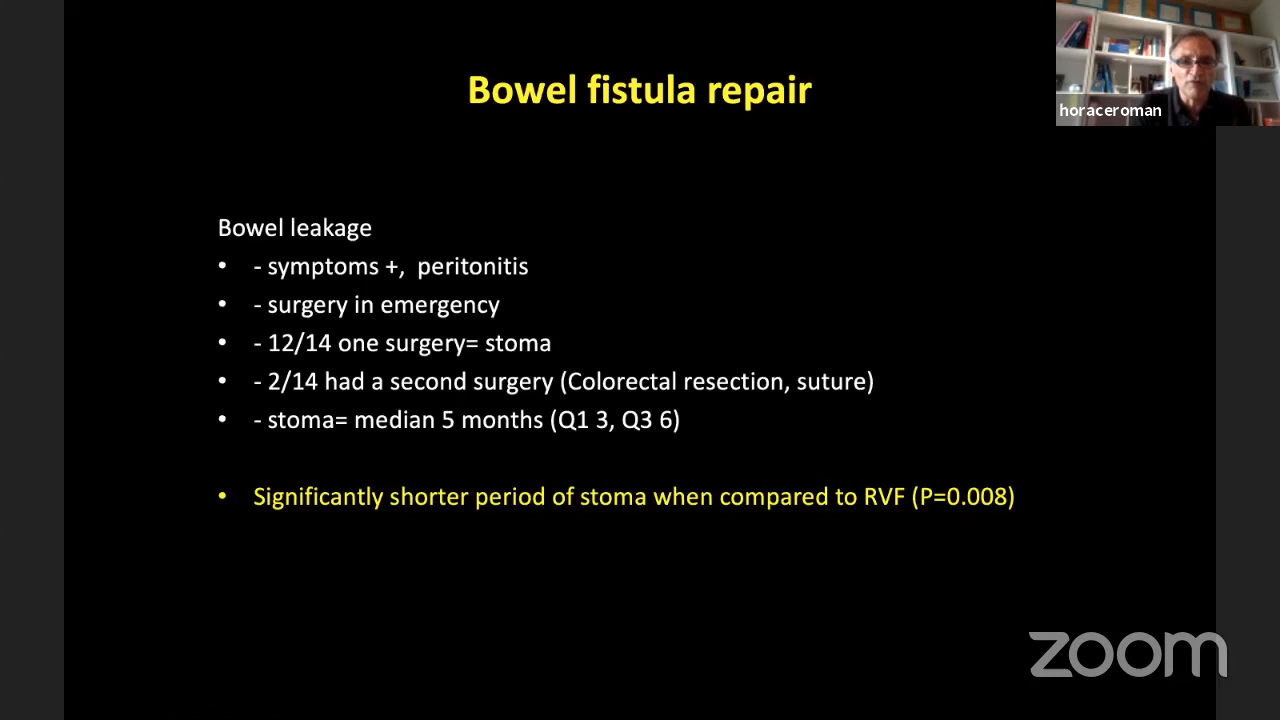 Bowel fistula repair
horaceroman
Bowel leakage
• - symptoms +,  peritonitis
• - surgery in emergency
• - 12/14 one surgery= stoma
• - 2/14 had a second surgery (Colorectal resection, suture)
• - stoma= median 5 months (Q1 3, Q3 6)
• Significantly shorter period of stoma when compared to RVF (P=0.008)
zoom